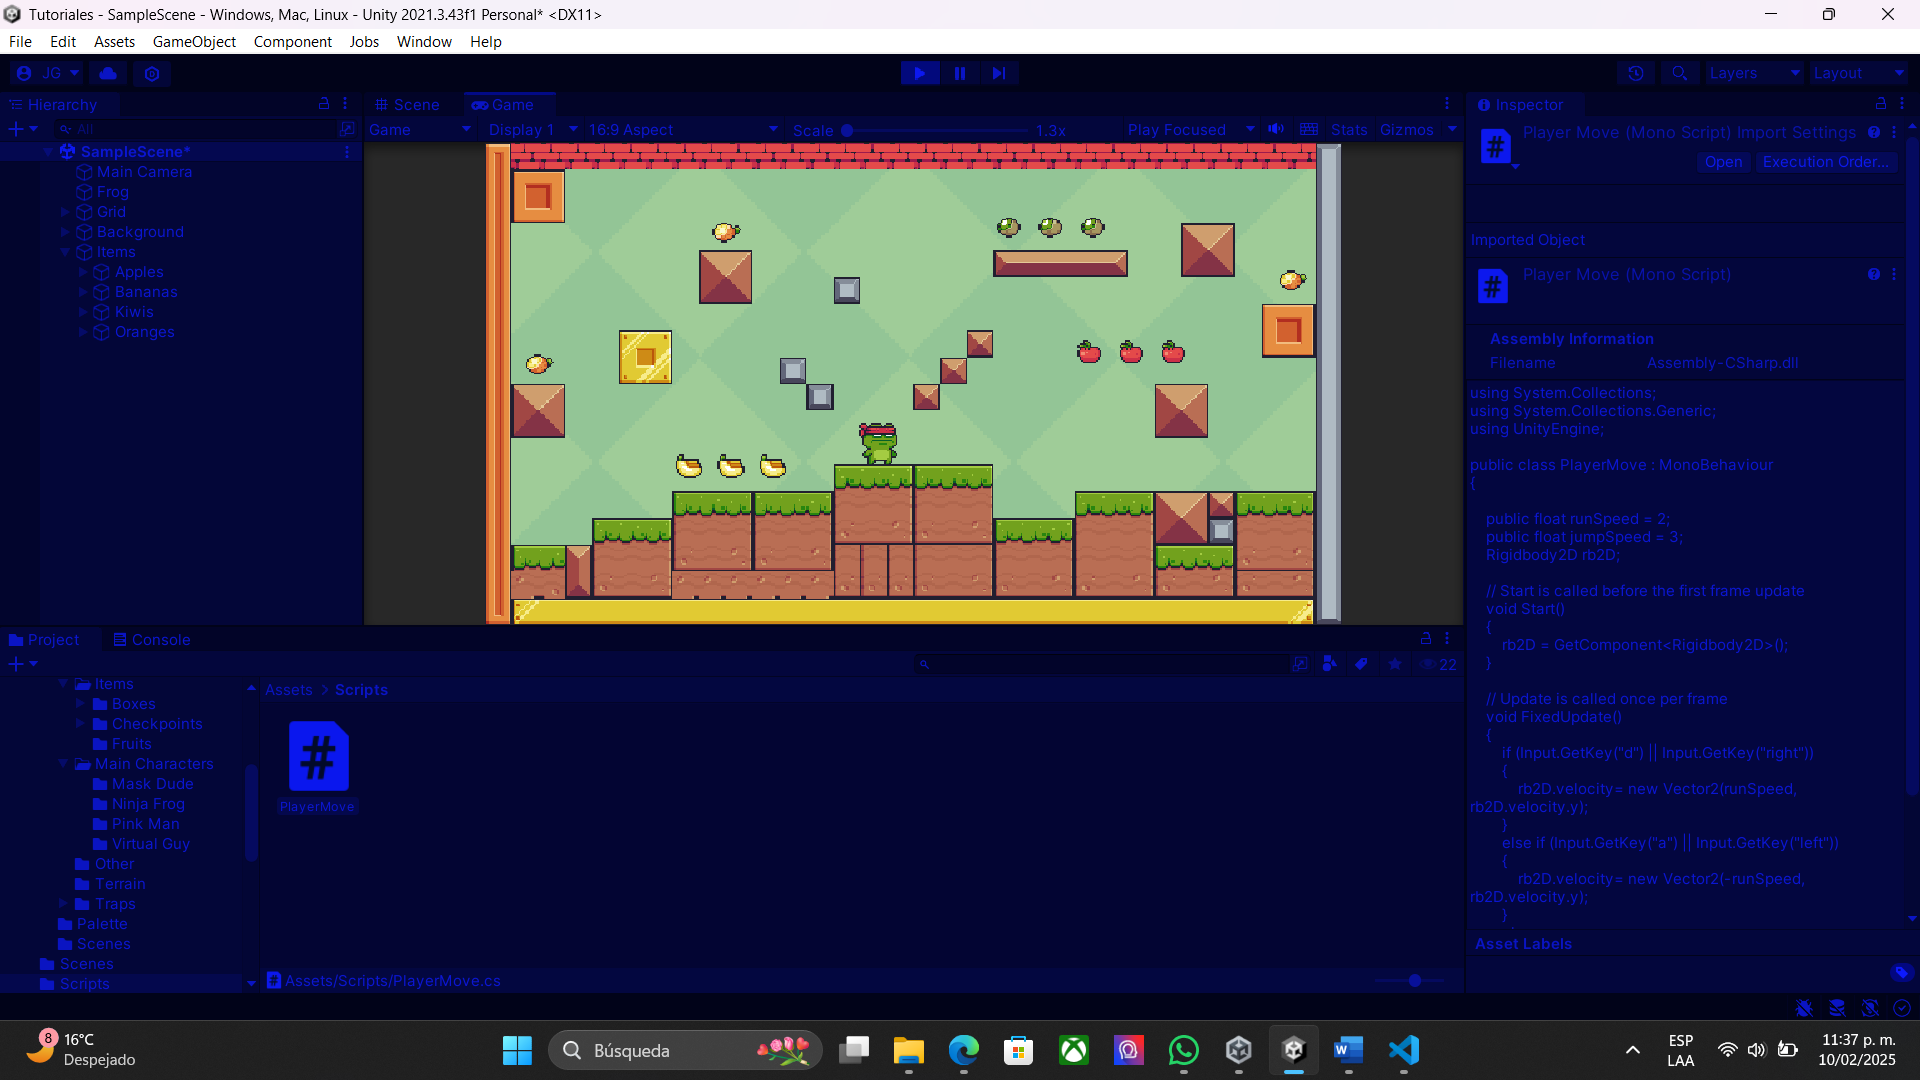 Tutoriales - SampleScene - Windows, Mac, Linux - Unity 2021.3.43f1 Personal* <DX11>
File Edit Assets GameObject Component Jobs Window Help
JG
Layers
Layout
Hierarchy
All
SampleScene*
Main Camera
Frog
Grid
Background
Items
Apples
Bananas
Kiwis
Oranges
Scene Game
Game Display 1 16:9 Aspect Scale 1.3x Play Focused Stats Gizmos
Inspector
Player Move (Mono Script) Import Settings
Open Execution Order...
Imported Object
Player Move (Mono Script)
Assembly Information
Filename Assembly-CSharp.dll
using System.Collections;
using System.Collections.Generic;
using UnityEngine;
public class PlayerMove : MonoBehaviour
{
public float runSpeed = 2;
public float jumpSpeed = 3;
Rigidbody2D rb2D;
// Start is called before the first frame update
void Start()
{
rb2D = GetComponent<Rigidbody2D>();
}
// Update is called once per frame
void FixedUpdate()
{
if (Input.GetKey("d") || Input.GetKey("right"))
{
rb2D.velocity= new Vector2(runSpeed,
rb2D.velocity.y);
}
else if (Input.GetKey("a") || Input.GetKey("left"))
{
rb2D.velocity= new Vector2(-runSpeed,
rb2D.velocity.y);
}
Asset Labels
Project Console
22
Items
Boxes
Checkpoints
Fruits
Main Characters
Mask Dude
Ninja Frog
Pink Man
Virtual Guy
Other
Terrain
Traps
Palette
Scenes
Scenes
Scripts
Assets > Scripts
PlayerMove
Assets/Scripts/PlayerMove.cs
8
16°C
Despejado
Búsqueda
ESP
LAA
11:37 p. m.
10/02/2025